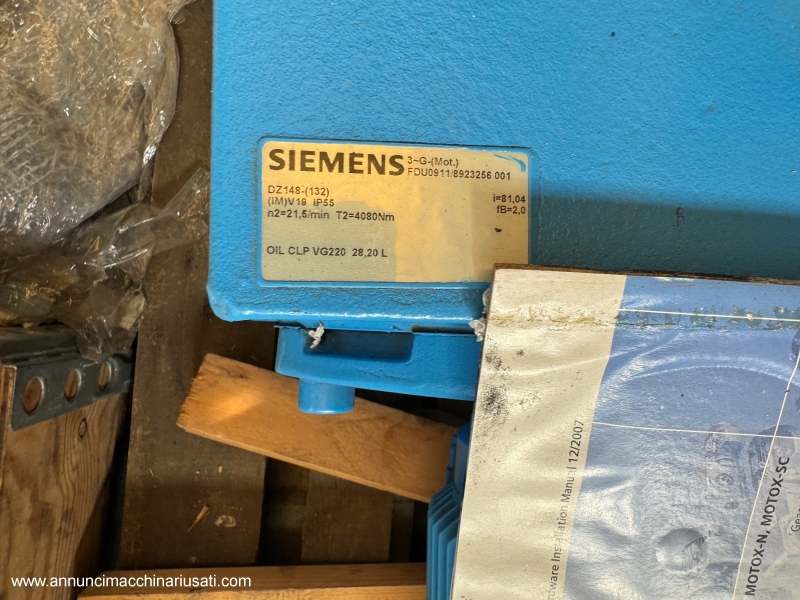 SIEMENS
3~G-(Mot.)
FDU0911/8923256 001
DZ148-(132)
(IM)V19 IP55
n2=21,5/min T2=4080Nm
i=81,04
fB=2,0
OIL CLP VG220 28,20 L
Installation Manual 12/2007
MOTOX-N, MOTOX-SC
www.annuncimacchinariusati.com